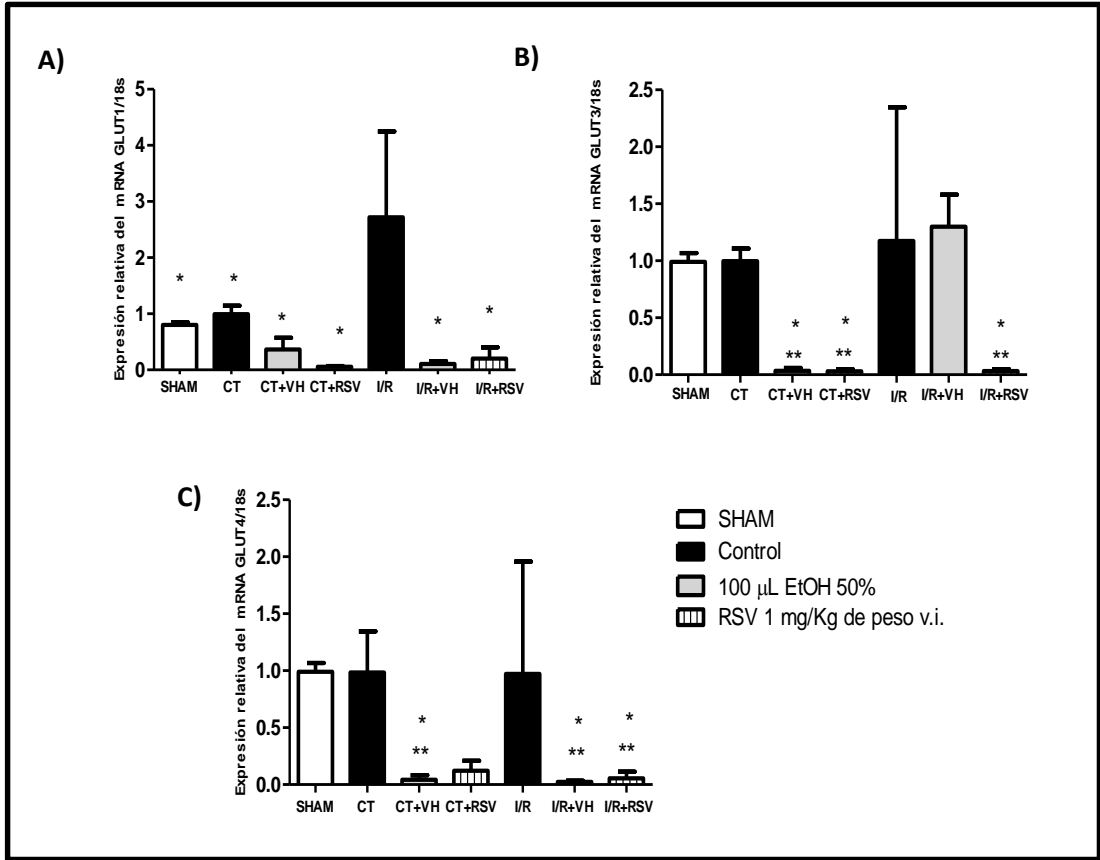 A)
Expresión relativa del mRNA GLUT1/18s
5
4
3
2
1
0
* * * * * *
SHAM CT CT+VH CT+RSV I/R I/R+VH I/R+RSV
B)
Expresión relativa del mRNA GLUT3/18s
2.5
2.0
1.5
1.0
0.5
0.0
* * *
** ** **
SHAM CT CT+VH CT+RSV I/R I/R+VH I/R+RSV
C)
Expresión relativa del mRNA GLUT4/18s
2.5
2.0
1.5
1.0
0.5
0.0
* * *
** ** **
SHAM CT CT+VH CT+RSV I/R I/R+VH I/R+RSV
SHAM
Control
100 μL EtOH 50%
RSV 1 mg/Kg de peso v.i.